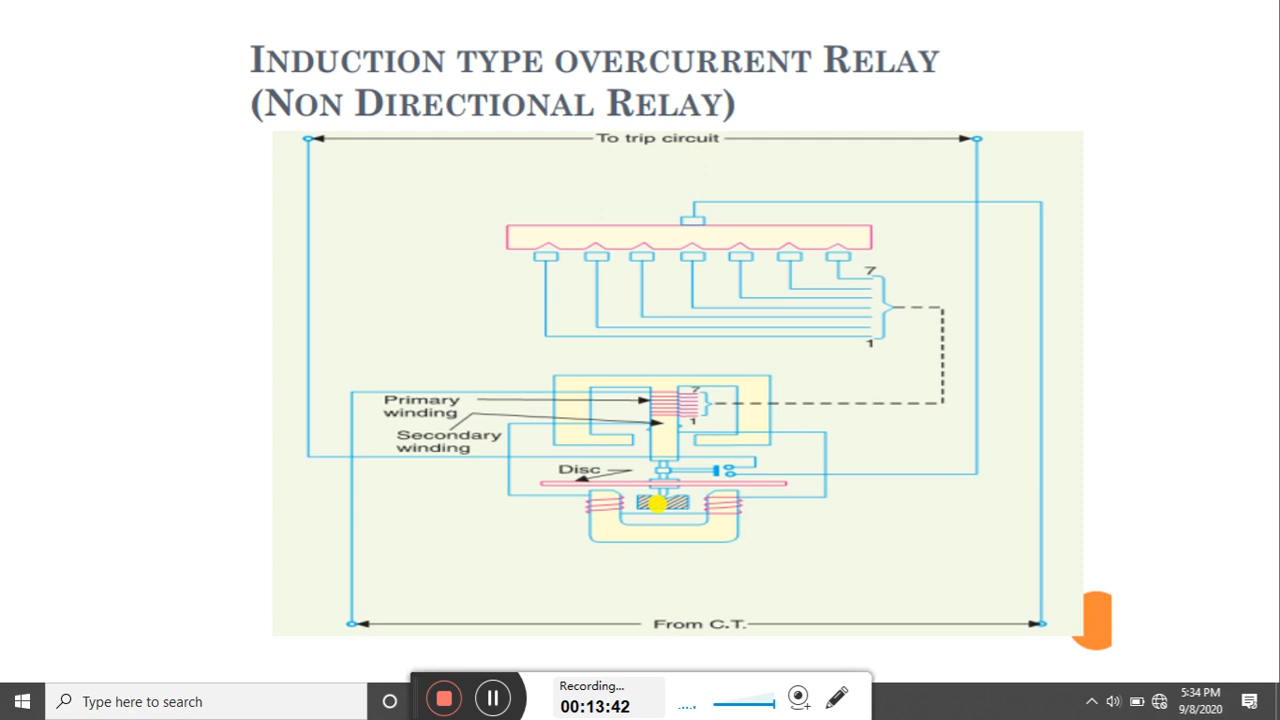 INDUCTION TYPE OVERCURRENT RELAY
(NON DIRECTIONAL RELAY)
To trip circuit
7
1
Primary
winding
7
1
Secondary
winding
Disc
From C.T.
Type here to search
Recording...
00:13:42
5:34 PM
9/8/2020